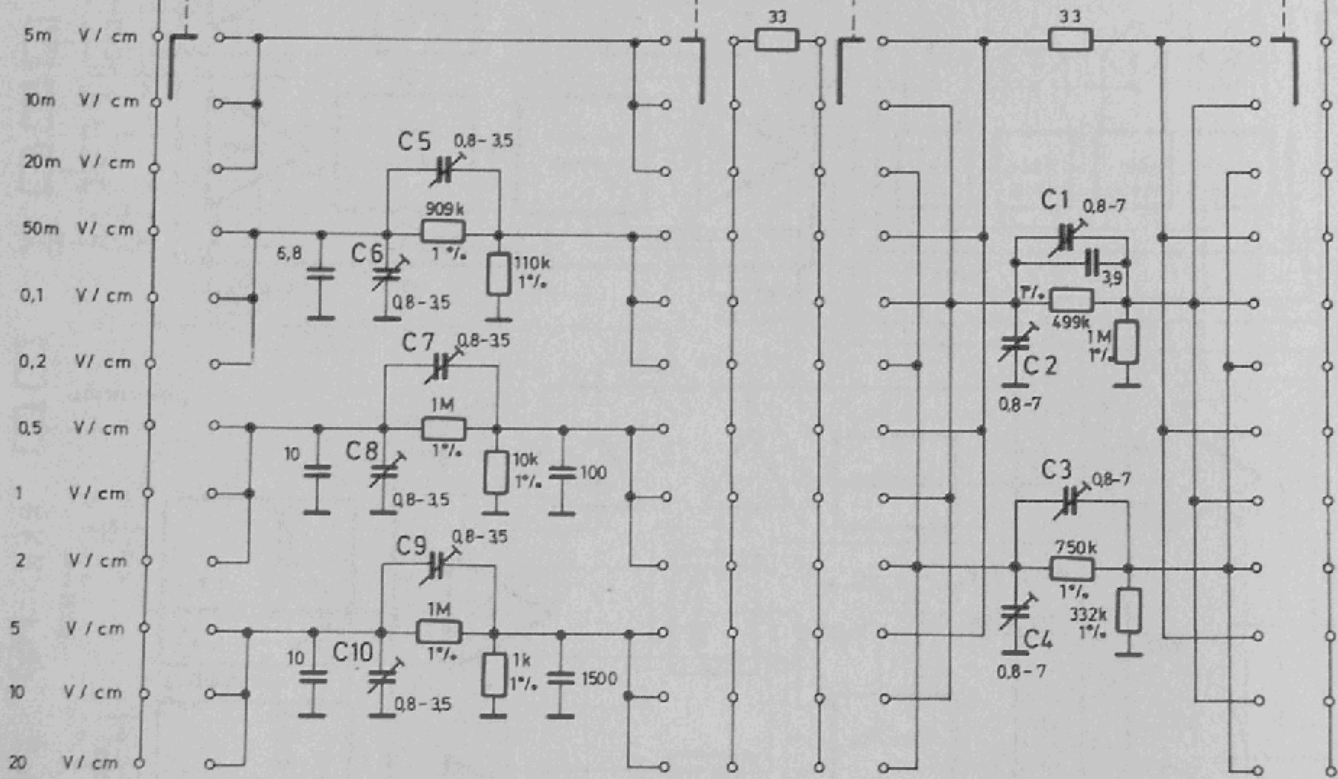 33
33
5m V/cm
10m V/cm
C5 0,8-3,5
20m V/cm
C1 0,8-7
909k
50m V/cm
1%
6,8
C6
110k
1%
3,9
0,8-35
0,1 V/cm
1%
499k
C7 0,8-35
1M
1%
0,2 V/cm
C2
0,8-7
1M
0,5 V/cm
1%
10
C8
10k
1%
100
C3 0,8-7
1 V/cm
0,8-3,5
C9 0,8-35
750k
2 V/cm
1%
332k
1%
1M
5 V/cm
1%
C4
10
C10
1k
1%
1500
0,8-7
10 V/cm
0,8-3,5
20 V/cm